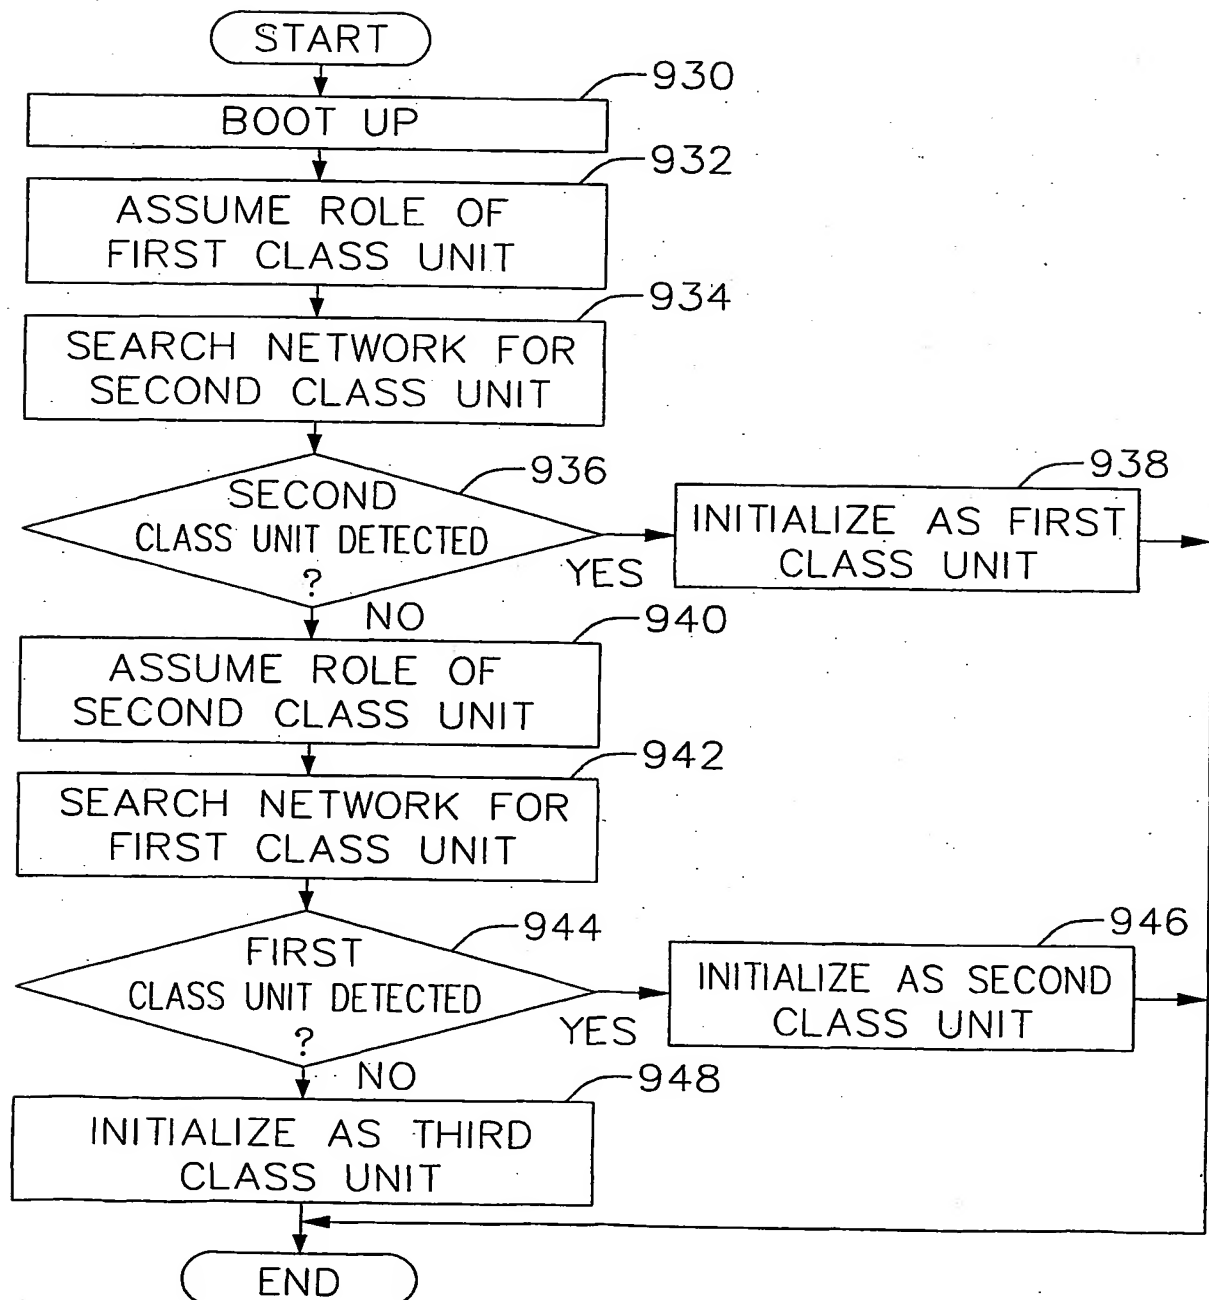 START
930
BOOT UP
932
ASSUME ROLE OF
FIRST CLASS UNIT
934
SEARCH NETWORK FOR
SECOND CLASS UNIT
936
SECOND
CLASS UNIT DETECTED
?
YES
NO
938
INITIALIZE AS FIRST
CLASS UNIT
940
ASSUME ROLE OF
SECOND CLASS UNIT
942
SEARCH NETWORK FOR
FIRST CLASS UNIT
944
FIRST
CLASS UNIT DETECTED
?
YES
NO
946
INITIALIZE AS SECOND
CLASS UNIT
948
INITIALIZE AS THIRD
CLASS UNIT
END